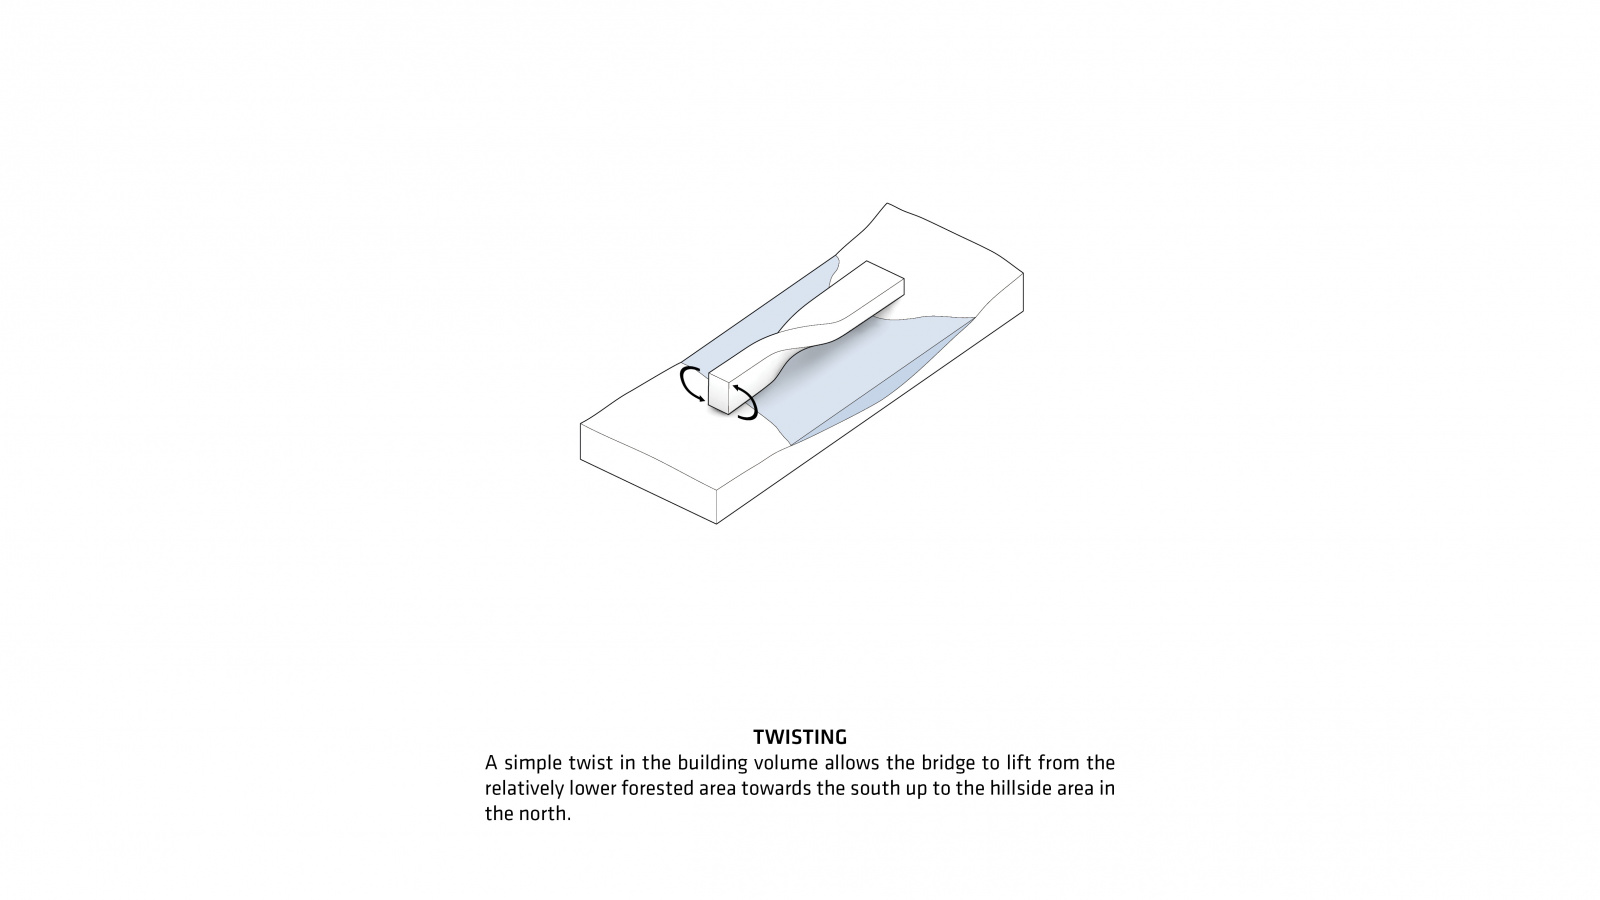 TWISTING
A simple twist in the building volume allows the bridge to lift from the
relatively lower forested area towards the south up to the hillside area in
the north.